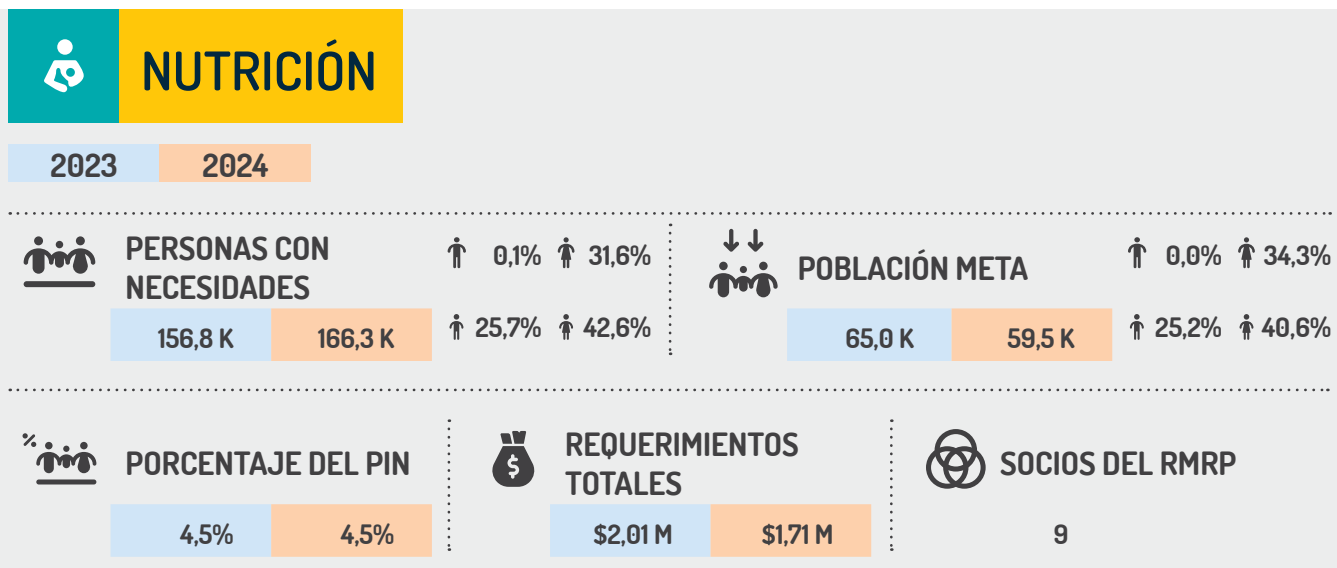 NUTRICIÓN
2023 2024
PERSONAS CON
NECESIDADES
156,8 K 166,3 K
0,1% 31,6%
25,7% 42,6%
POBLACIÓN META
65,0 K 59,5 K
0,0% 34,3%
25,2% 40,6%
% PORCENTAJE DEL PIN
4,5% 4,5%
$ REQUERIMIENTOS
TOTALES
$2,01 M $1,71 M
SOCIOS DEL RMRP
9